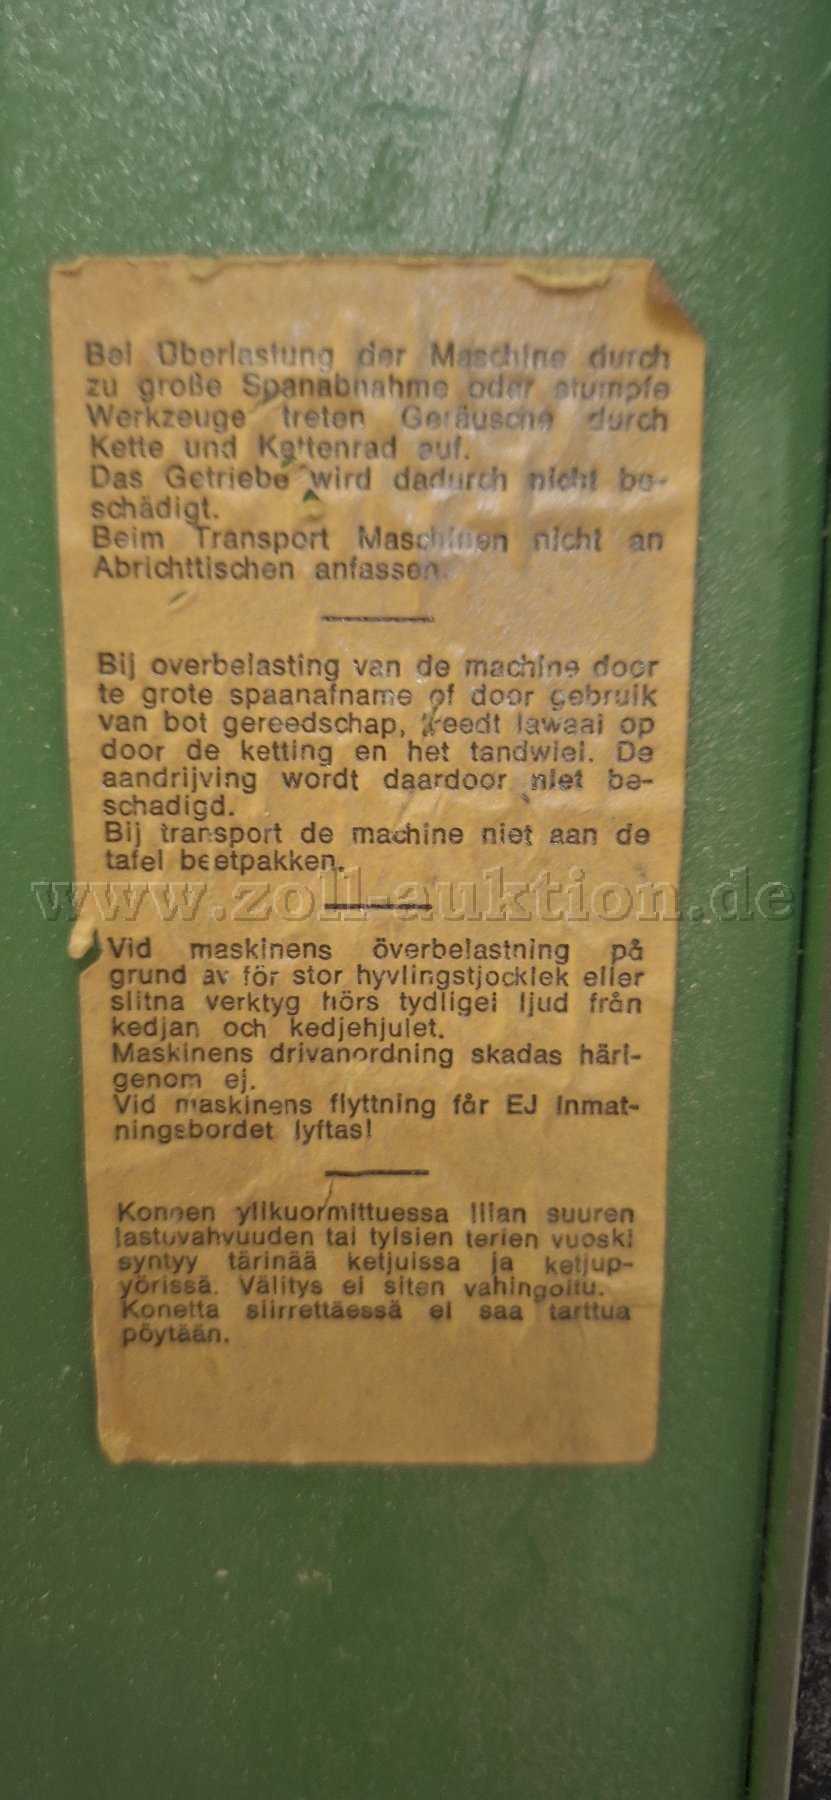 Bei Überlastung der Maschine durch
zu große Spanabnahme oder stumpfe
Werkzeuge treten Geräusche durch
Kette und Kettenrad auf.
Das Getriebe wird dadurch nicht be-
schädigt.
Beim Transport Maschinen nicht an
Abrichttischen anfassen.
Bij overbelasting van de machine door
te grote spaanafname of door gebruik
van bot gereedschap, treedt lawaai op
door de ketting en het tandwiel. De
aandrijving wordt daardoor niet be-
schadigd.
Bij transport de machine niet aan de
tafel beetpakken.
www.zoll-auktion.de
Vid maskinens överbelastning på
grund av för stor hyvlingstjocklek eller
slitna verktyg hörs tydligei ljud från
kedjan och kedjehjulet.
Maskinens drivanordning skadas häri-
genom ej.
Vid maskinens flyttning får EJ inmat-
ningsbordet lyftas!
Koneen ylikuormittuessa liian suuren
lastuvahvuuden tai tylsien terien vuoski
syntyy tärinää ketjuissa ja ketjup-
yörissä. Välitys ei siten vahingoitu.
Konetta siirrettäessä ei saa tarttua
pöytään.